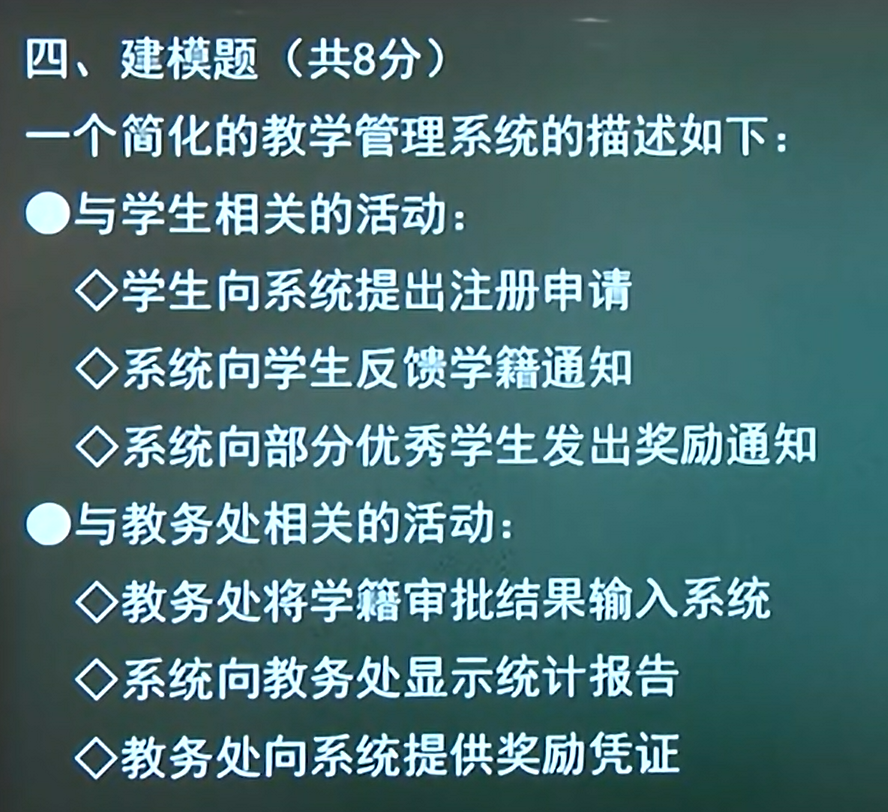 四、建模题（共8分）
一个简化的教学管理系统的描述如下：
●与学生相关的活动：
◇学生向系统提出注册申请
◇系统向学生反馈学籍通知
◇系统向部分优秀学生发出奖励通知
●与教务处相关的活动：
◇教务处将学籍审批结果输入系统
◇系统向教务处显示统计报告
◇教务处向系统提供奖励凭证